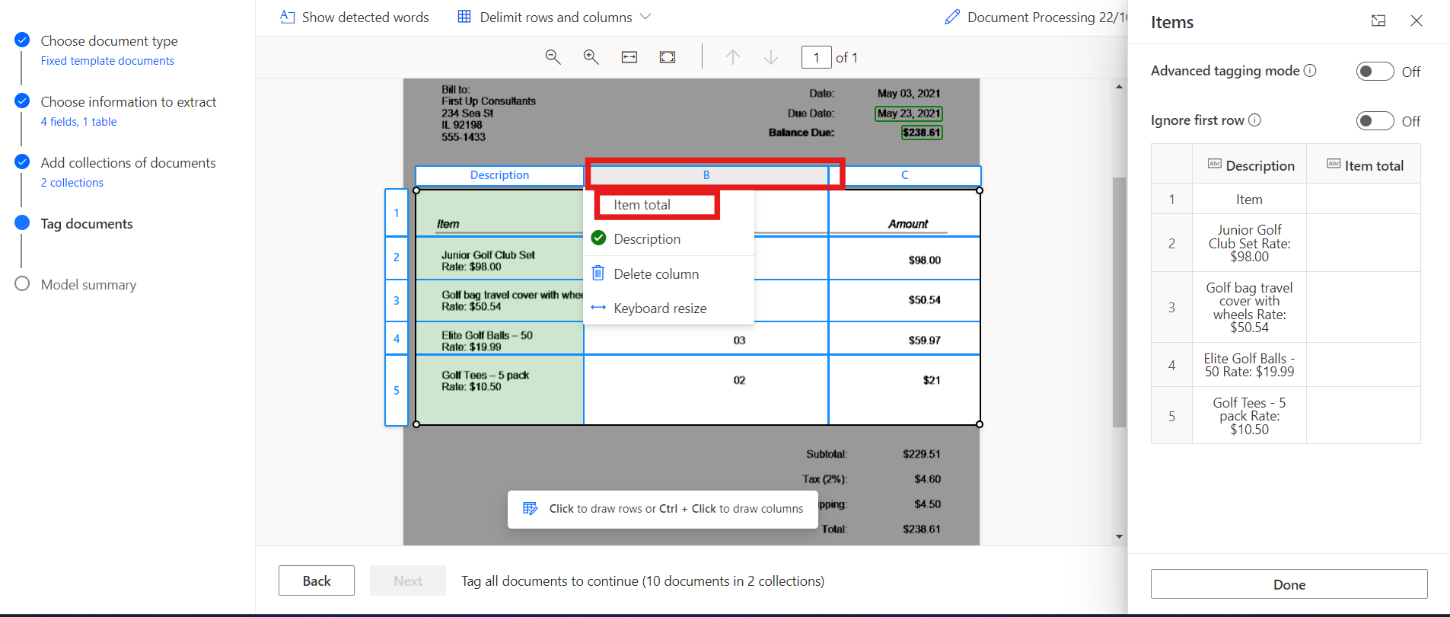 Choose document type
Fixed template documents
Choose information to extract
4 fields, 1 table
Add collections of documents
2 collections
Tag documents
Model summary
Show detected words
Delimit rows and columns
Document Processing 22/1
1 of 1
Bill to:
First Up Consultants
234 Sea St
IL 92198
555-1433
Date: May 03, 2021
Due Date: May 23, 2021
Balance Due: $238.61
Description B C
1 Item Amount
2 Junior Golf Club Set
Rate: $98.00
$98.00
3 Golf bag travel cover with whee
Rate: $50.54
$50.54
4 Elite Golf Balls – 50
Rate: $19.99
03 $59.97
5 Golf Tees – 5 pack
Rate: $10.50
02 $21
Item total
Description
Delete column
Keyboard resize
Subtotal: $229.51
Tax (2%): $4.60
pping: $4.50
Total: $238.61
Click to draw rows or Ctrl + Click to draw columns
Back Next Tag all documents to continue (10 documents in 2 collections)
Items
Advanced tagging mode Off
Ignore first row Off
Abc Description Abc Item total
1 Item
2 Junior Golf
Club Set Rate:
$98.00
3 Golf bag travel
cover with
wheels Rate:
$50.54
4 Elite Golf Balls -
50 Rate: $19.99
5 Golf Tees - 5
pack Rate:
$10.50
Done